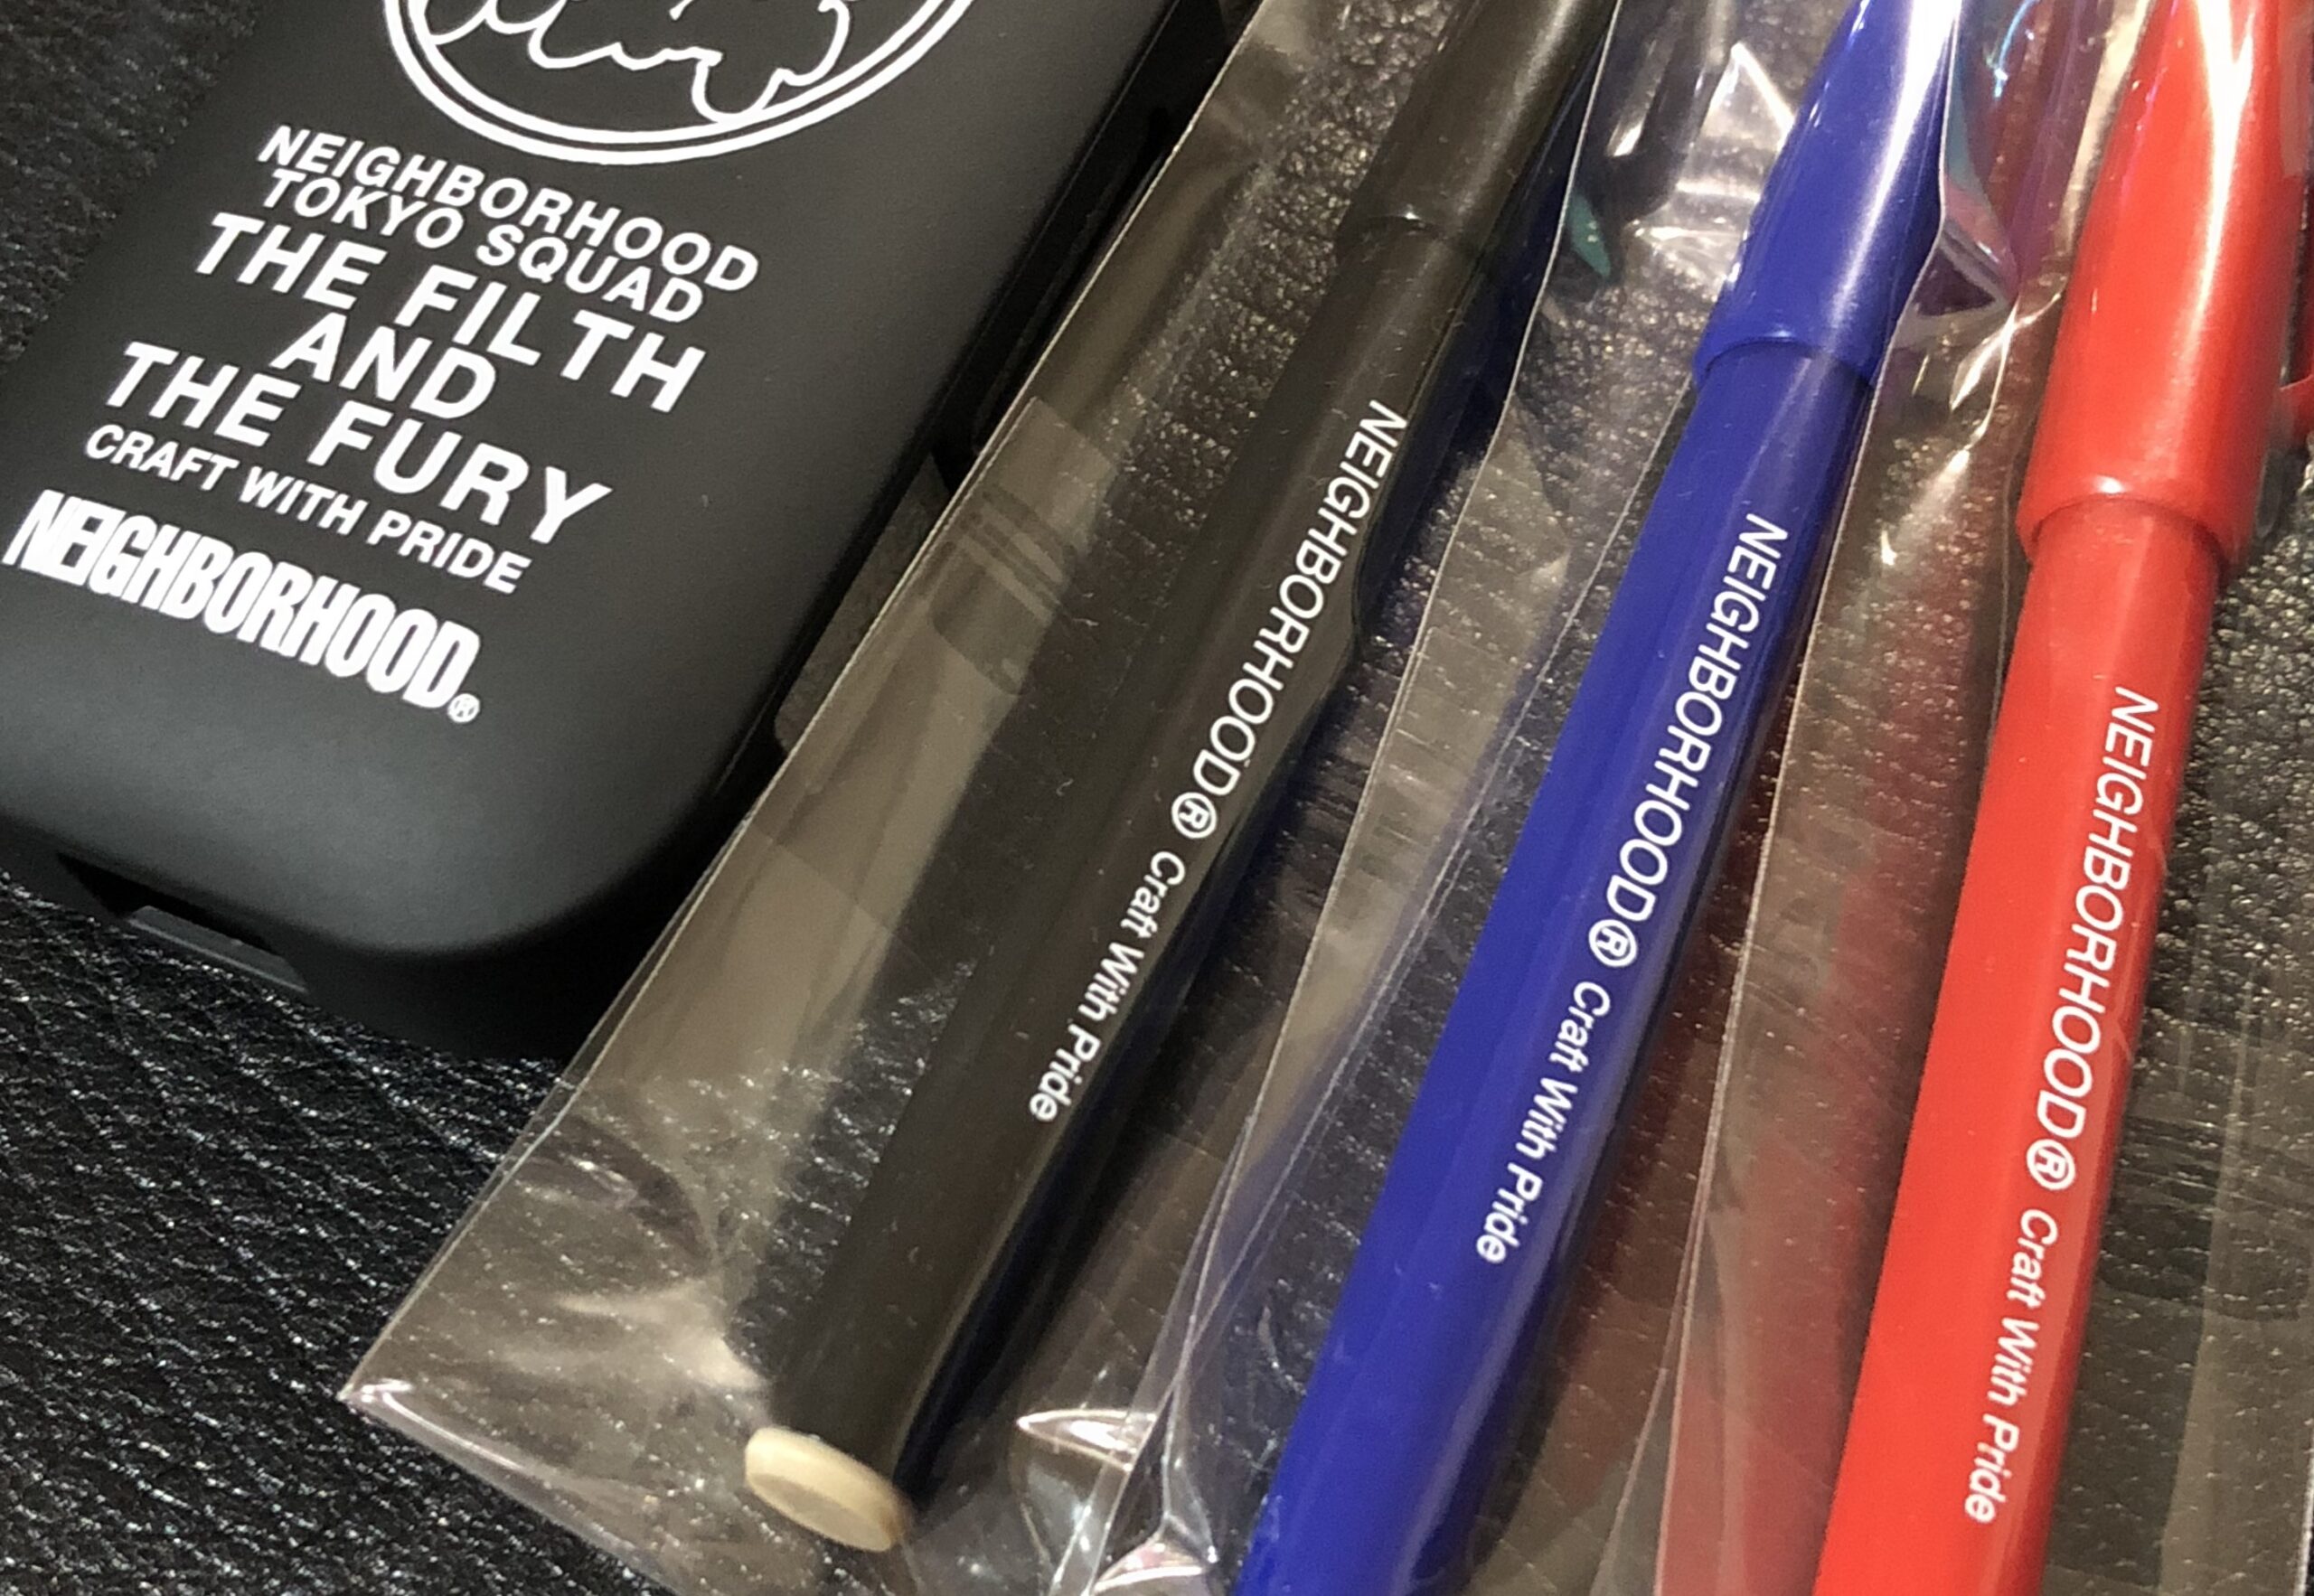 NEIGHBORHOOD
TOKYO SQUAD
THE FILTH
AND
THE FURY
CRAFT WITH PRIDE
NEIGHBORHOOD®
NEIGHBORHOOD® Craft With Pride
NEIGHBORHOOD® Craft With Pride
NEIGHBORHOOD® Craft With Pride